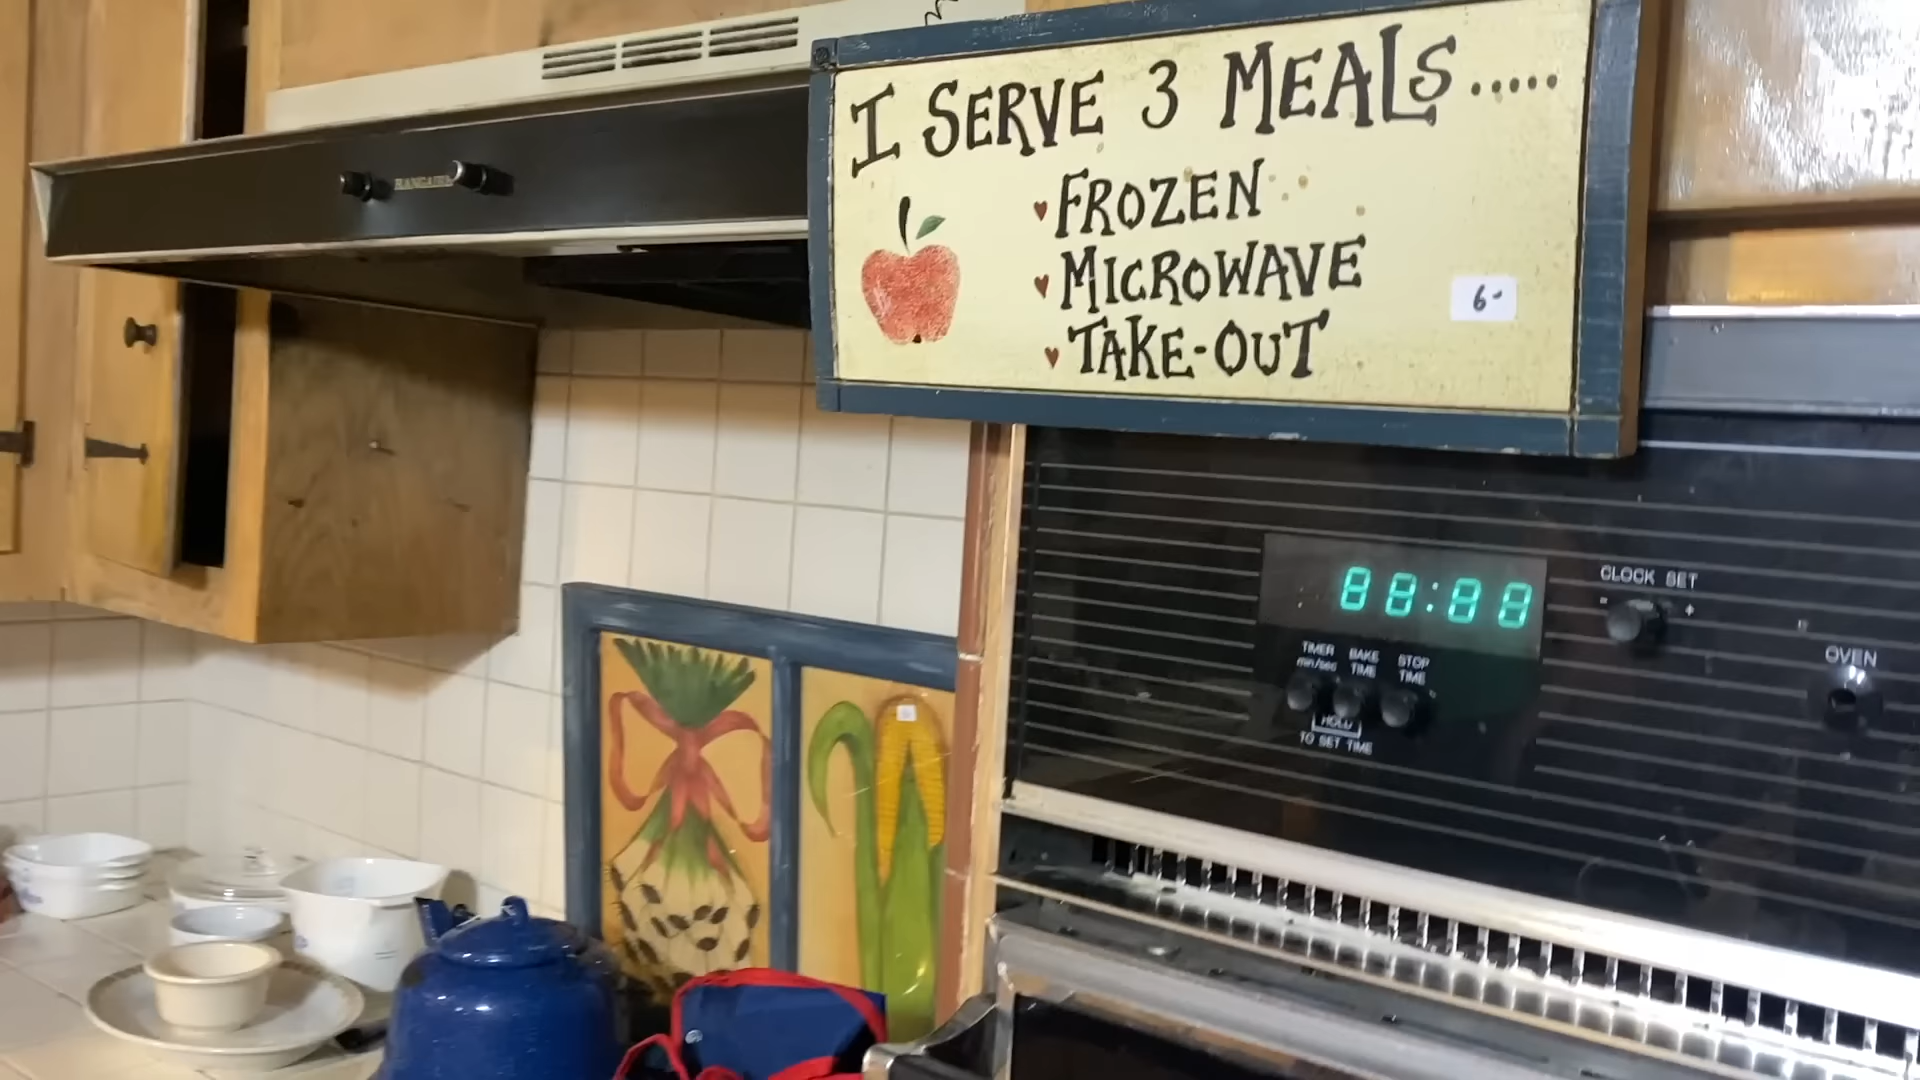 I SERVE 3 MEALS.....
FROZEN
MICROWAVE
TAKE-OUT
6-
88:88
CLOCK SET
- +
TIMER min/sec
BAKE TIME
STOP TIME
HOLD
TO SET TIME
OVEN